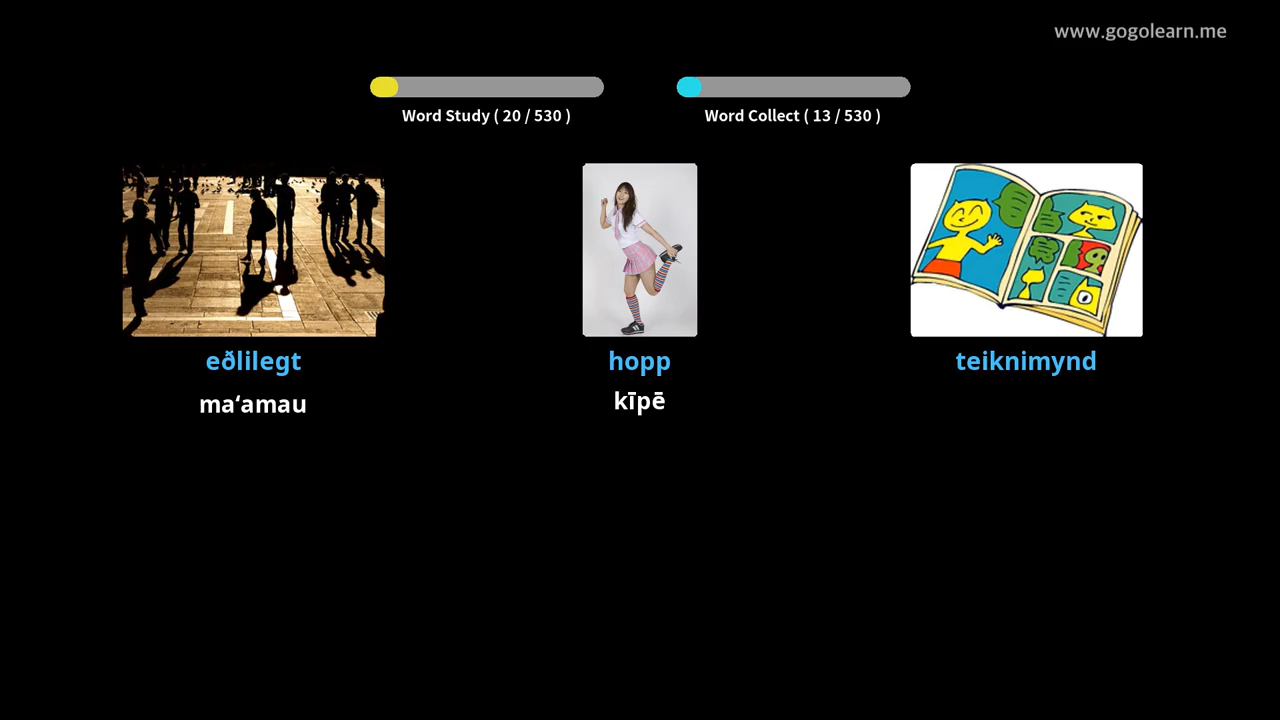 www.gogolearn.me
Word Study ( 20 / 530 )
Word Collect ( 13 / 530 )
eðlilegt
hopp
teiknimynd
maʻamau
kīpē